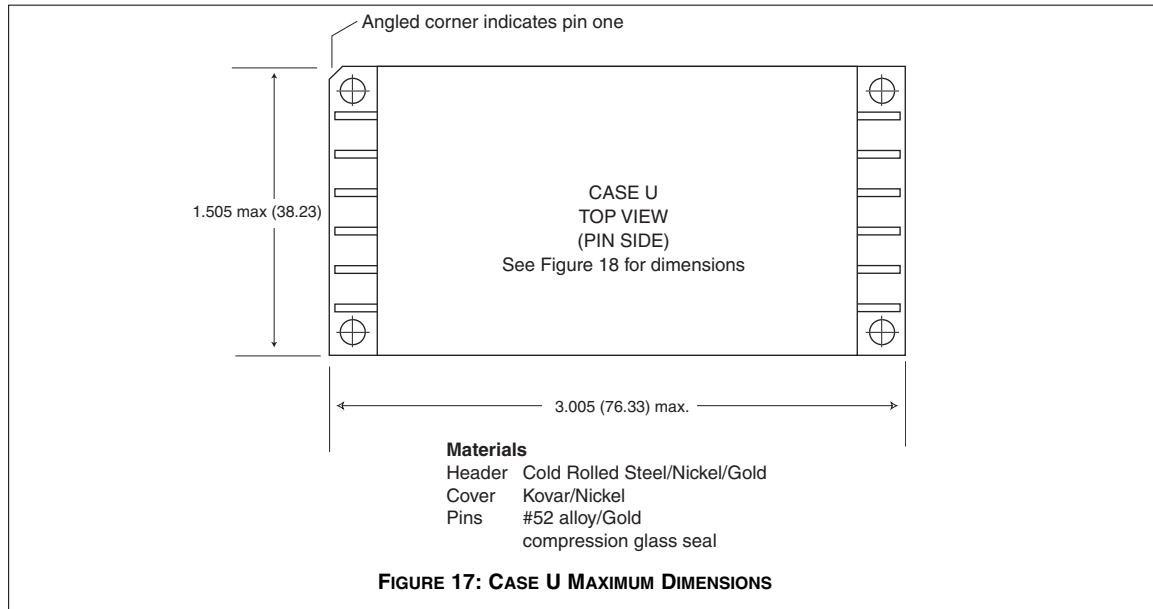 Angled corner indicates pin one
1.505 max (38.23)
CASE U
TOP VIEW
(PIN SIDE)
See Figure 18 for dimensions
3.005 (76.33) max.
Materials
Header Cold Rolled Steel/Nickel/Gold
Cover Kovar/Nickel
Pins #52 alloy/Gold
compression glass seal
FIGURE 17: CASE U MAXIMUM DIMENSIONS